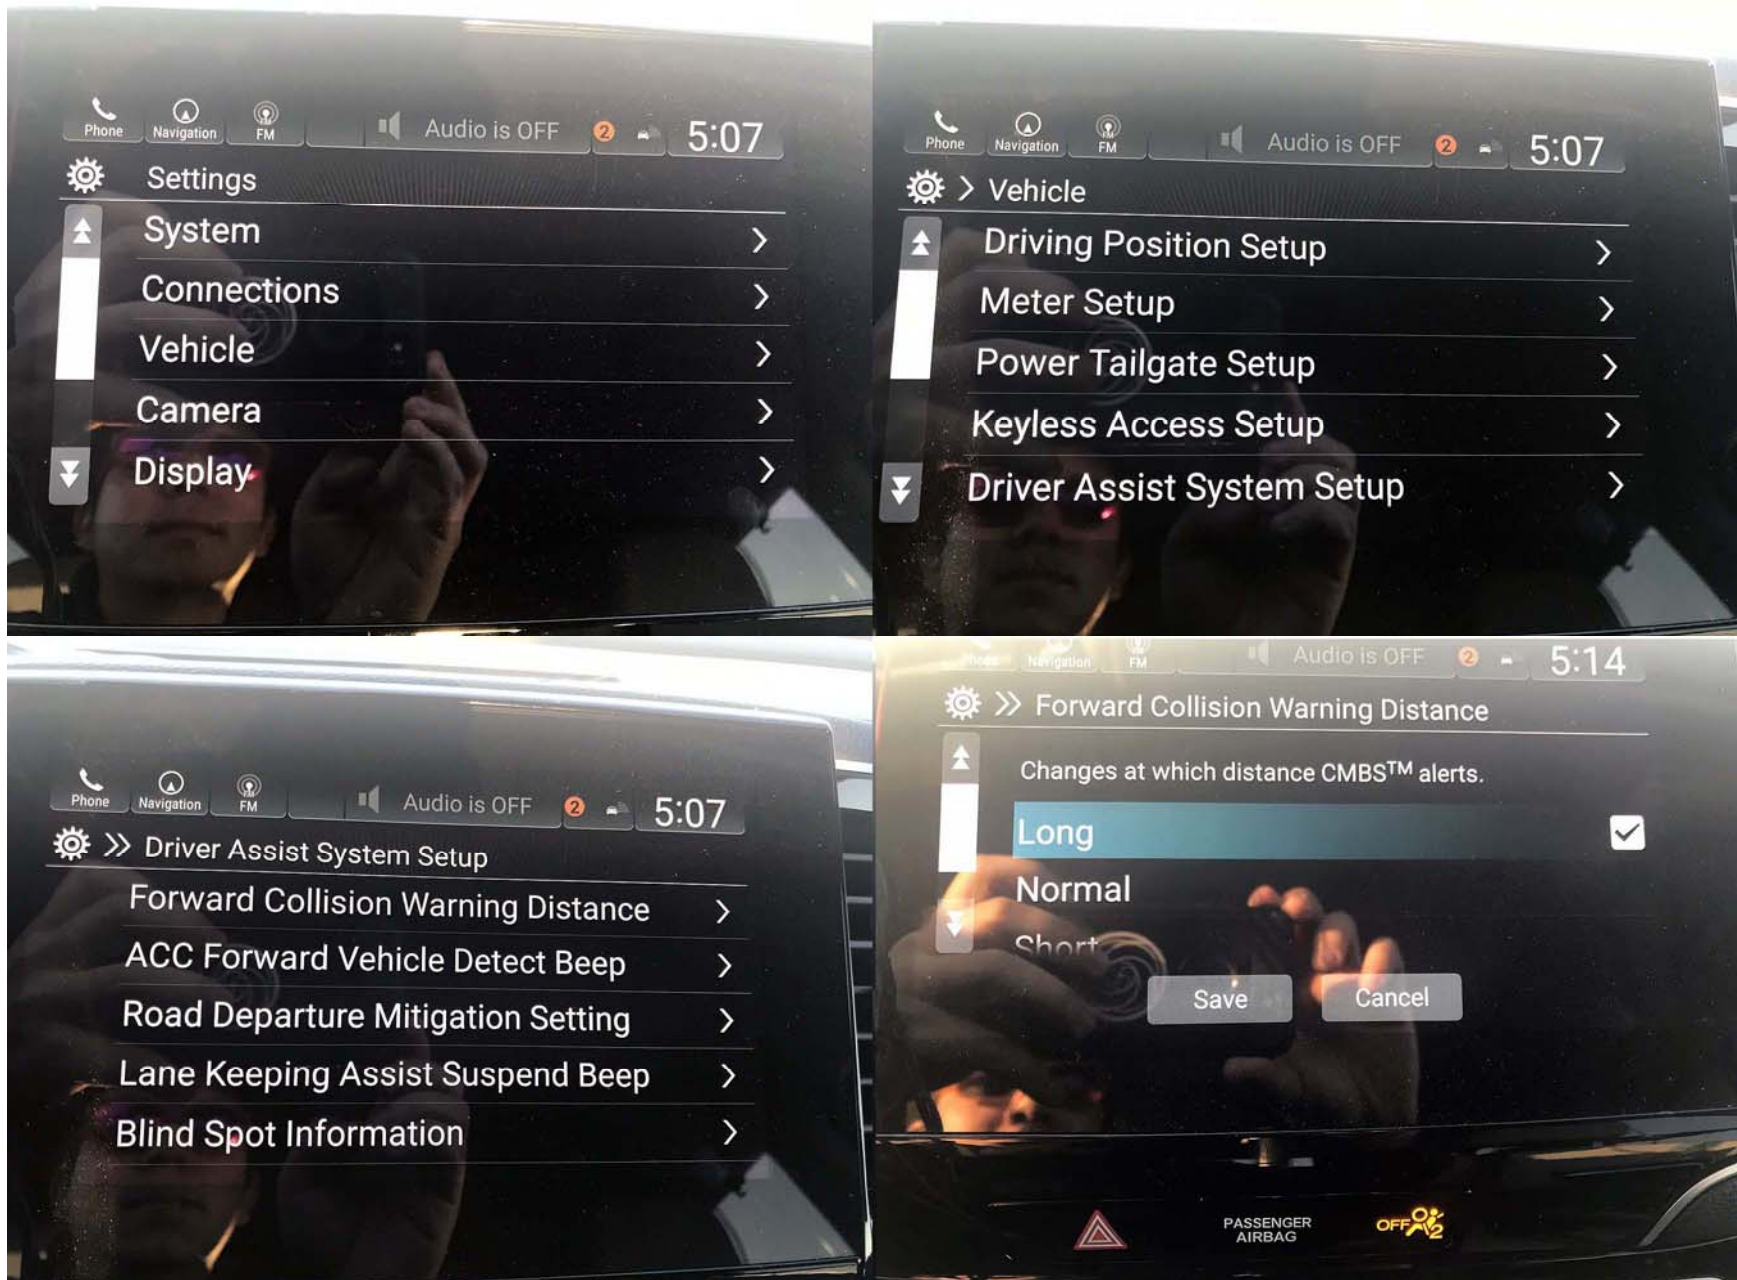 Phone
Navigation
FM
Audio is OFF
2
5:07
Settings
System
Connections
Vehicle
Camera
Display
Phone
Navigation
FM
Audio is OFF
2
5:07
> Vehicle
Driving Position Setup
Meter Setup
Power Tailgate Setup
Keyless Access Setup
Driver Assist System Setup
Phone
Navigation
FM
Audio is OFF
2
5:07
>> Driver Assist System Setup
Forward Collision Warning Distance
ACC Forward Vehicle Detect Beep
Road Departure Mitigation Setting
Lane Keeping Assist Suspend Beep
Blind Spot Information
Phone
Navigation
FM
Audio is OFF
2
5:14
>> Forward Collision Warning Distance
Changes at which distance CMBS™ alerts.
Long
Normal
Short
Save
Cancel
PASSENGER
AIRBAG
OFF
2